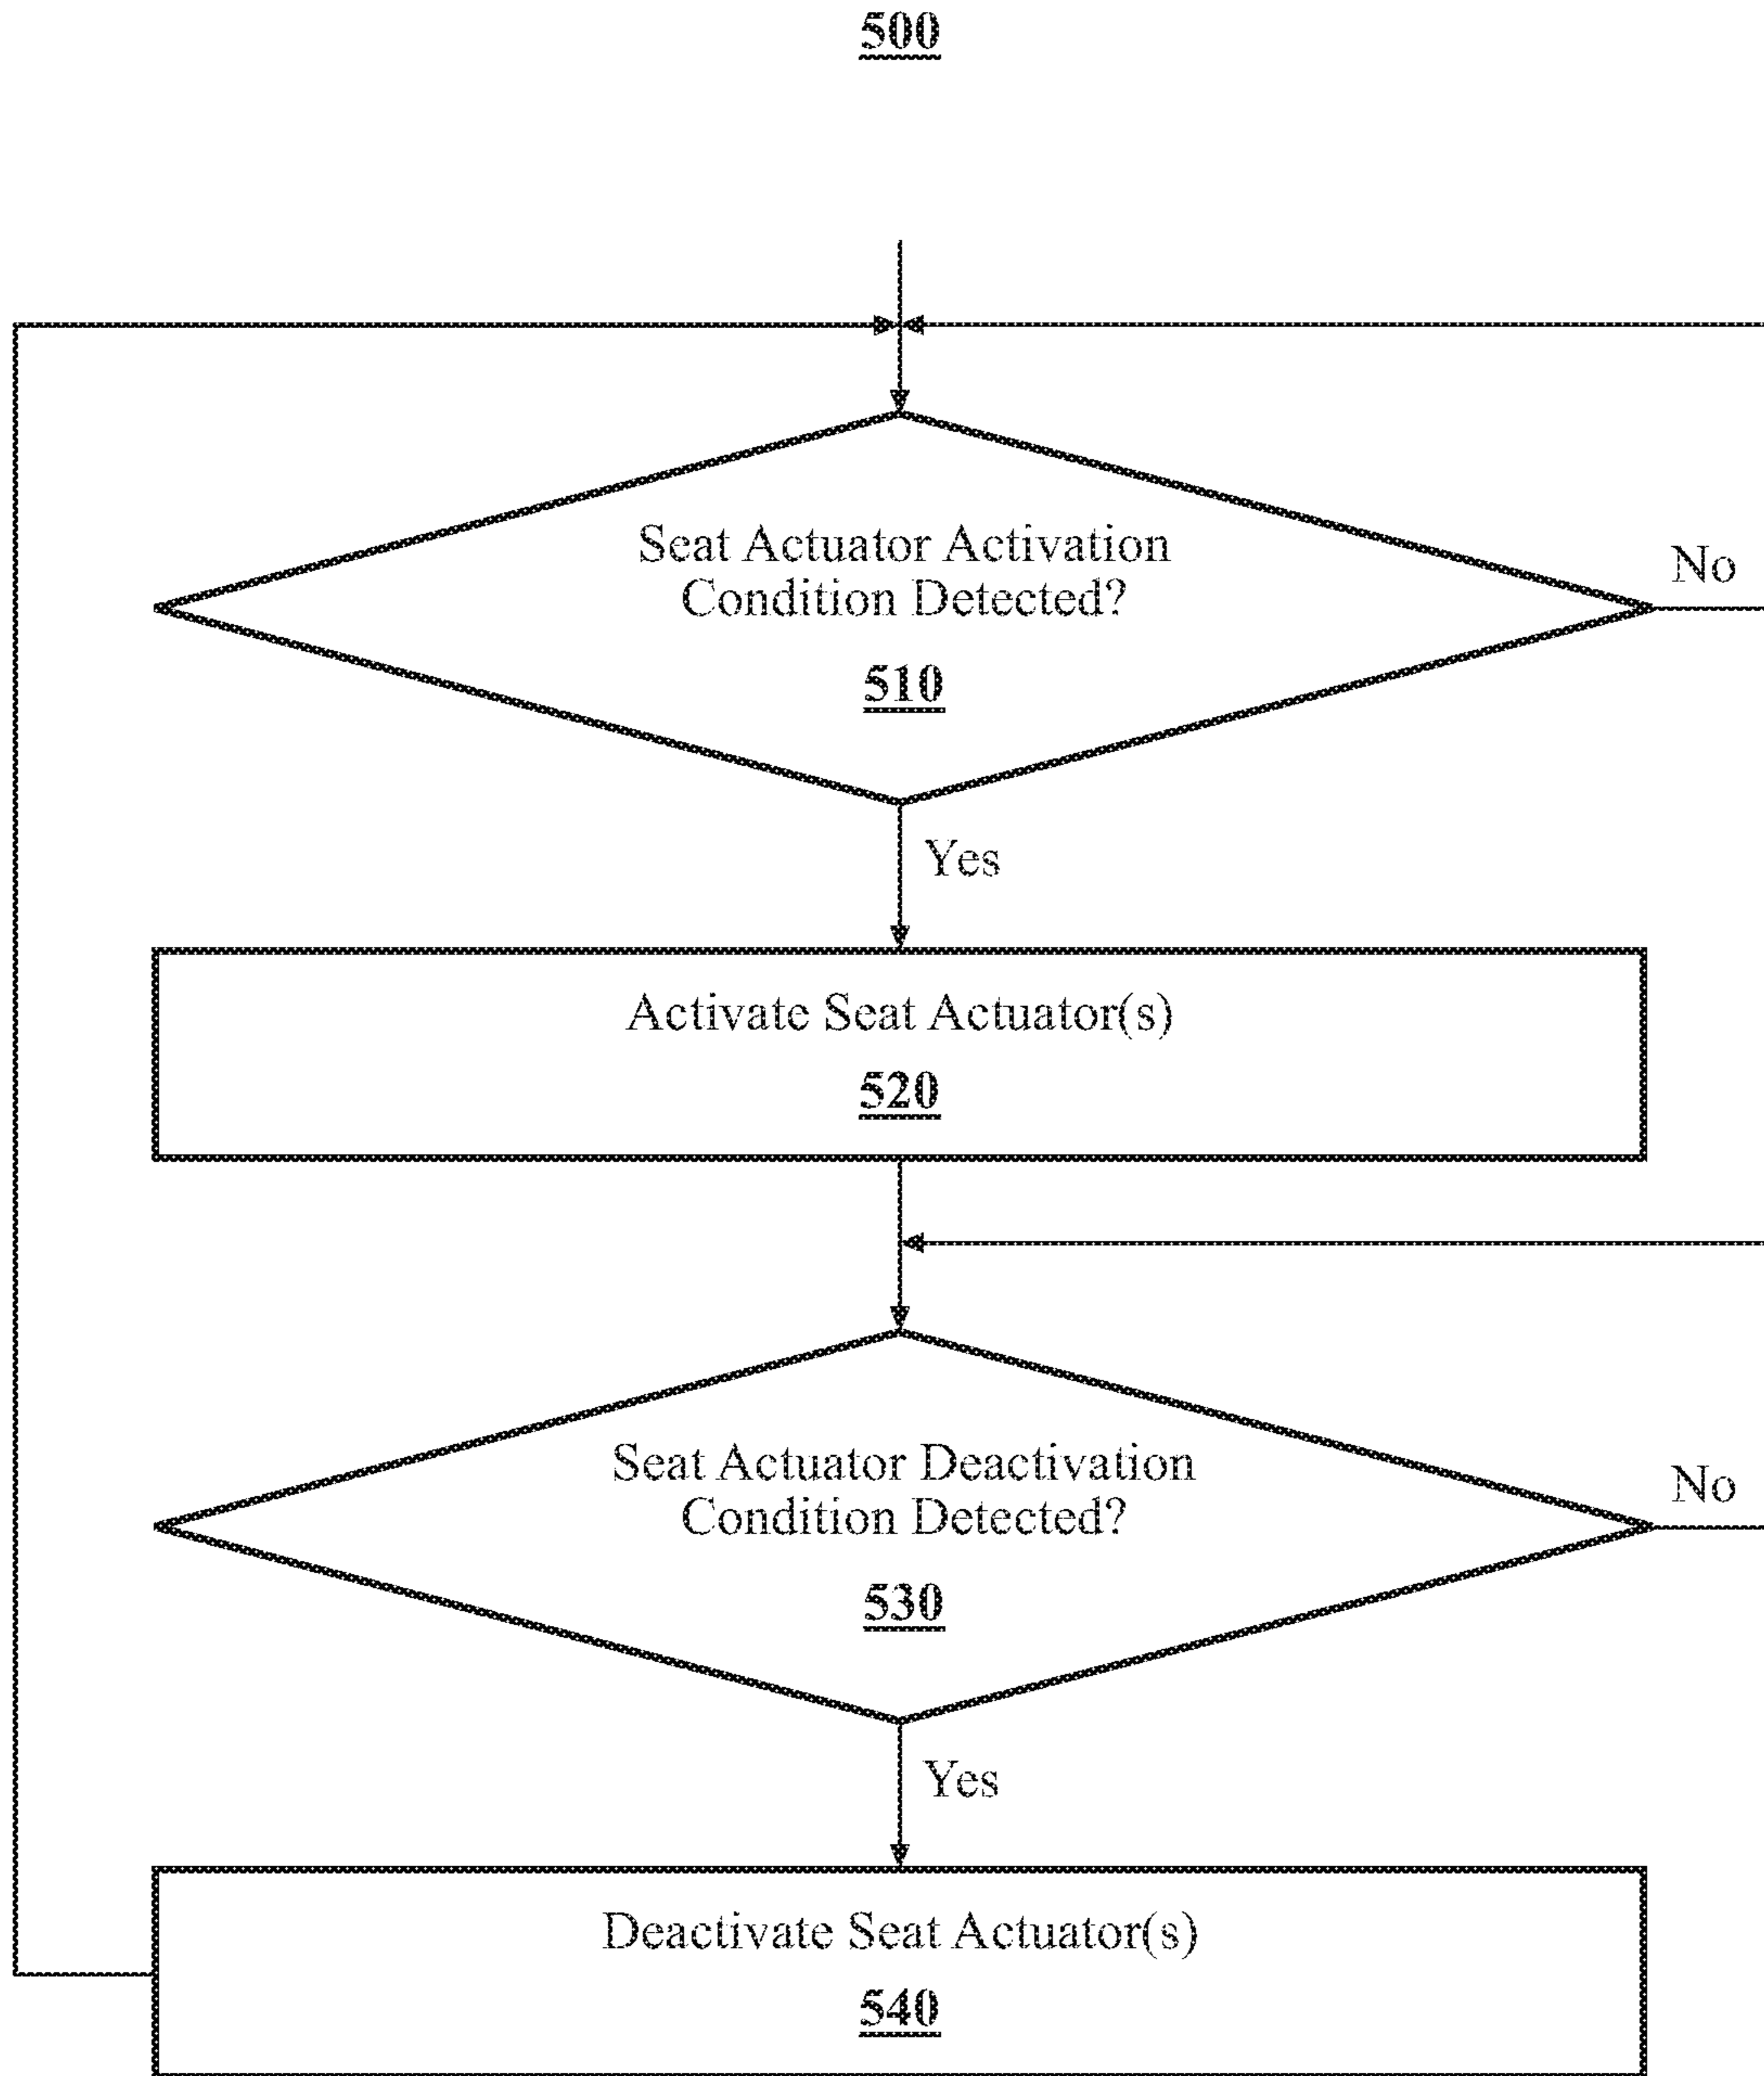 500
Seat Actuator Activation
Condition Detected?
No
510
Yes
Activate Seat Actuator(s)
520
Seat Actuator Deactivation
Condition Detected?
No
530
Yes
Deactivate Seat Actuator(s)
540